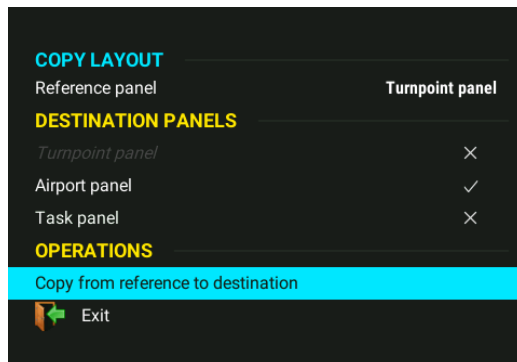 COPY LAYOUT
Reference panel Turnpoint panel
DESTINATION PANELS
Turnpoint panel
Airport panel
Task panel
OPERATIONS
Copy from reference to destination
Exit